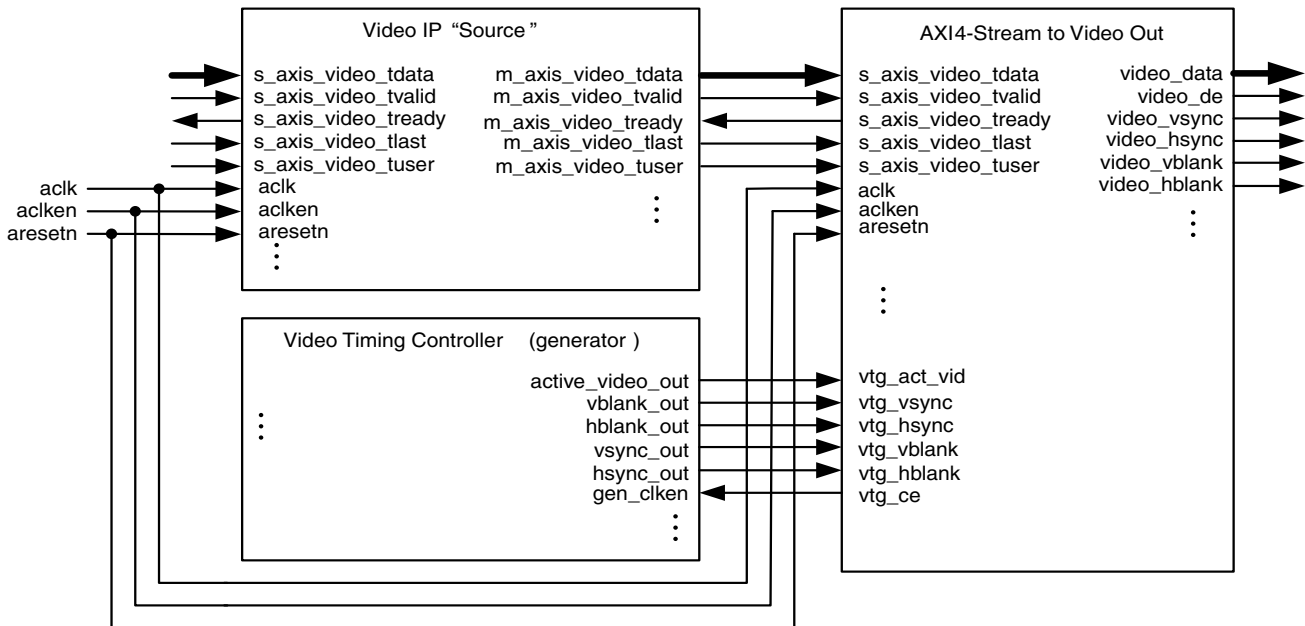 Video IP “Source”
s_axis_video_tdata
s_axis_video_tvalid
s_axis_video_tready
s_axis_video_tlast
s_axis_video_tuser
aclk
aclken
aresetn
m_axis_video_tdata
m_axis_video_tvalid
m_axis_video_tready
m_axis_video_tlast
m_axis_video_tuser
aclk
aclken
aresetn
AXI4-Stream to Video Out
s_axis_video_tdata
s_axis_video_tvalid
s_axis_video_tready
s_axis_video_tlast
s_axis_video_tuser
aclk
aclken
aresetn
video_data
video_de
video_vsync
video_hsync
video_vblank
video_hblank
Video Timing Controller (generator )
active_video_out
vblank_out
hblank_out
vsync_out
hsync_out
gen_clken
vtg_act_vid
vtg_vsync
vtg_hsync
vtg_vblank
vtg_hblank
vtg_ce